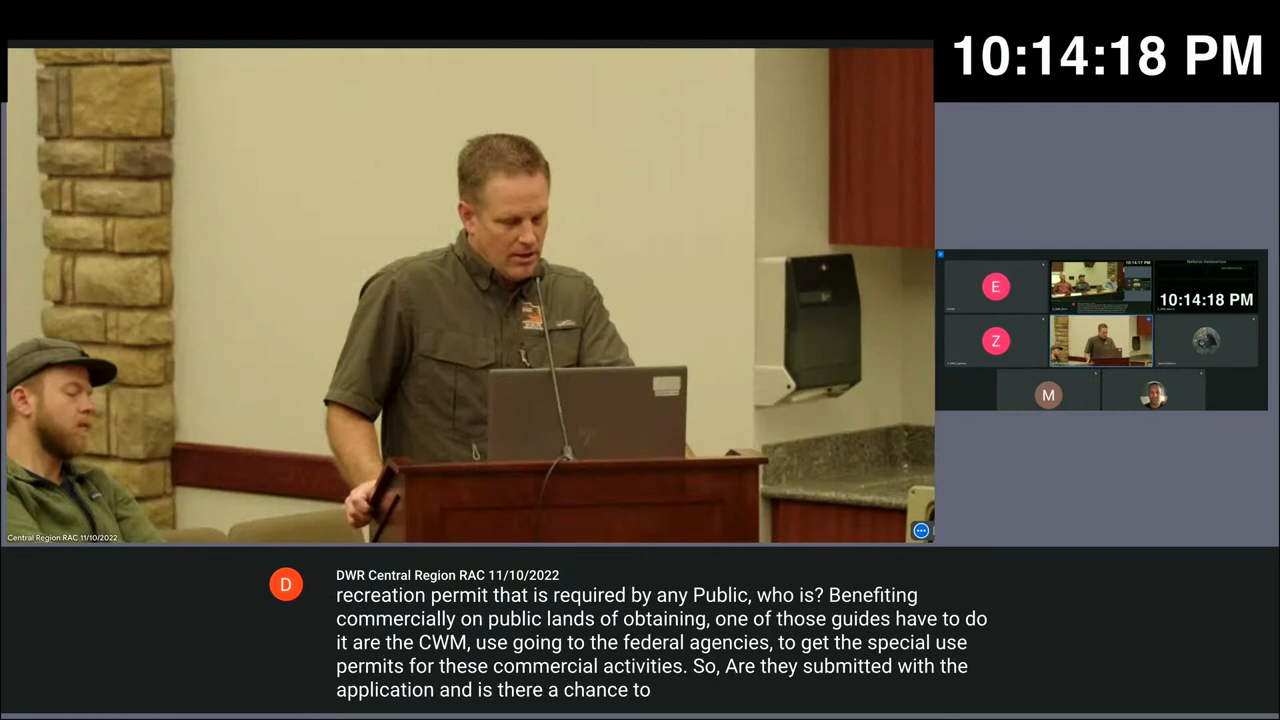 10:14:18 PM
10:14:17 PM
E
10:14:18 PM
Z
M
Central Region RAC 11/10/2022
D
DWR Central Region RAC 11/10/2022
recreation permit that is required by any Public, who is? Benefiting
commercially on public lands of obtaining, one of those guides have to do
it are the CWM, use going to the federal agencies, to get the special use
permits for these commercial activities. So, Are they submitted with the
application and is there a chance to